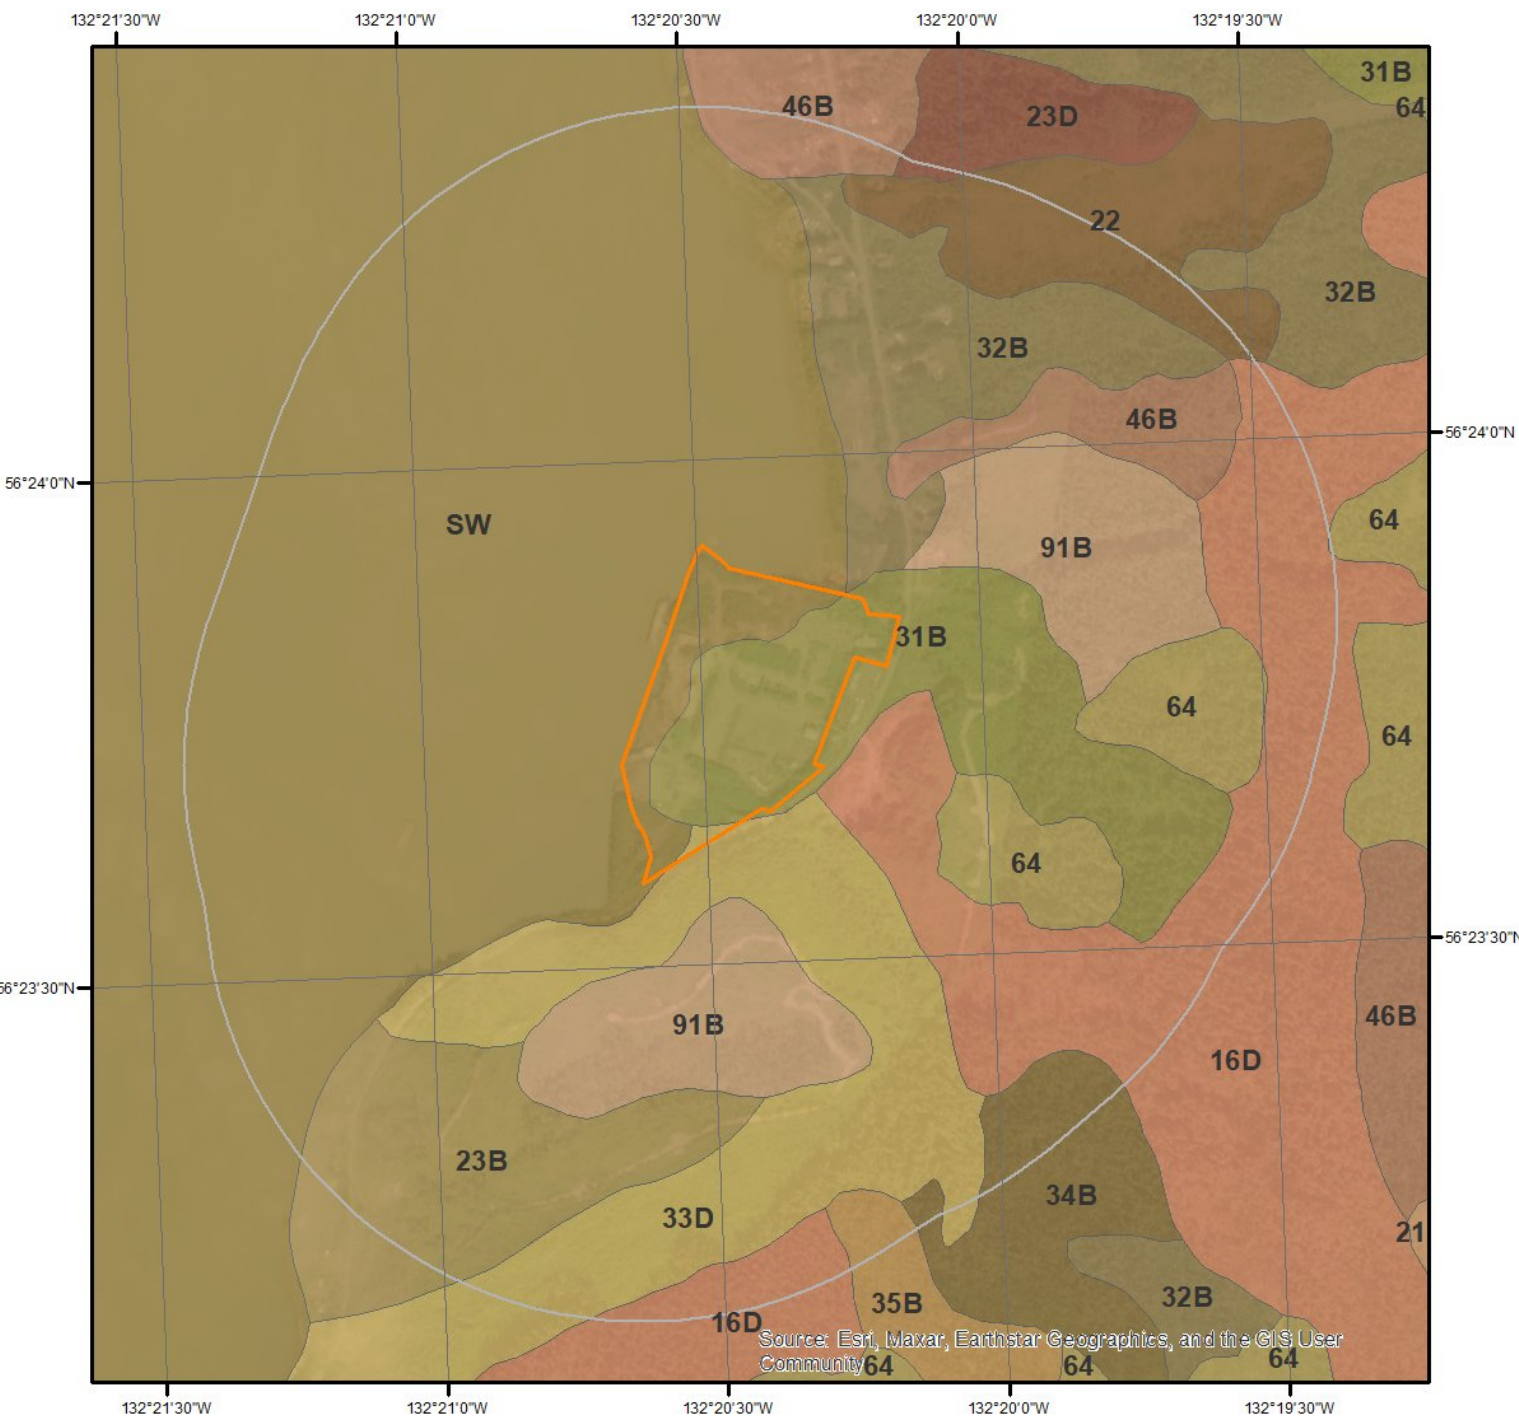 132°21'30"W 132°21'0"W 132°20'30"W 132°20'0"W 132°19'30"W
31B
46B
64
23D
22
32B
32B
46B
56°24'0"N
56°24'0"N
SW
64
91B
31B
64
64
64
56°23'30"N
56°23'30"N
91B
46B
16D
23B
34B
33D
21
32B
35B
16D
Source: Esri, Maxar, Earthstar Geographics, and the GIS User
Community
64
64
64
132°21'30"W 132°21'0"W 132°20'30"W 132°20'0"W 132°19'30"W